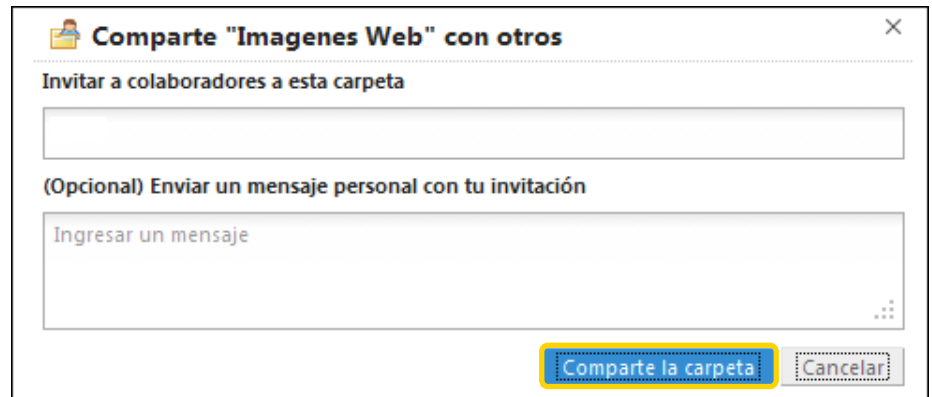 Comparte "Imagenes Web" con otros
Invitar a colaboradores a esta carpeta
(Opcional) Enviar un mensaje personal con tu invitación
Ingresar un mensaje
Comparte la carpeta Cancelar